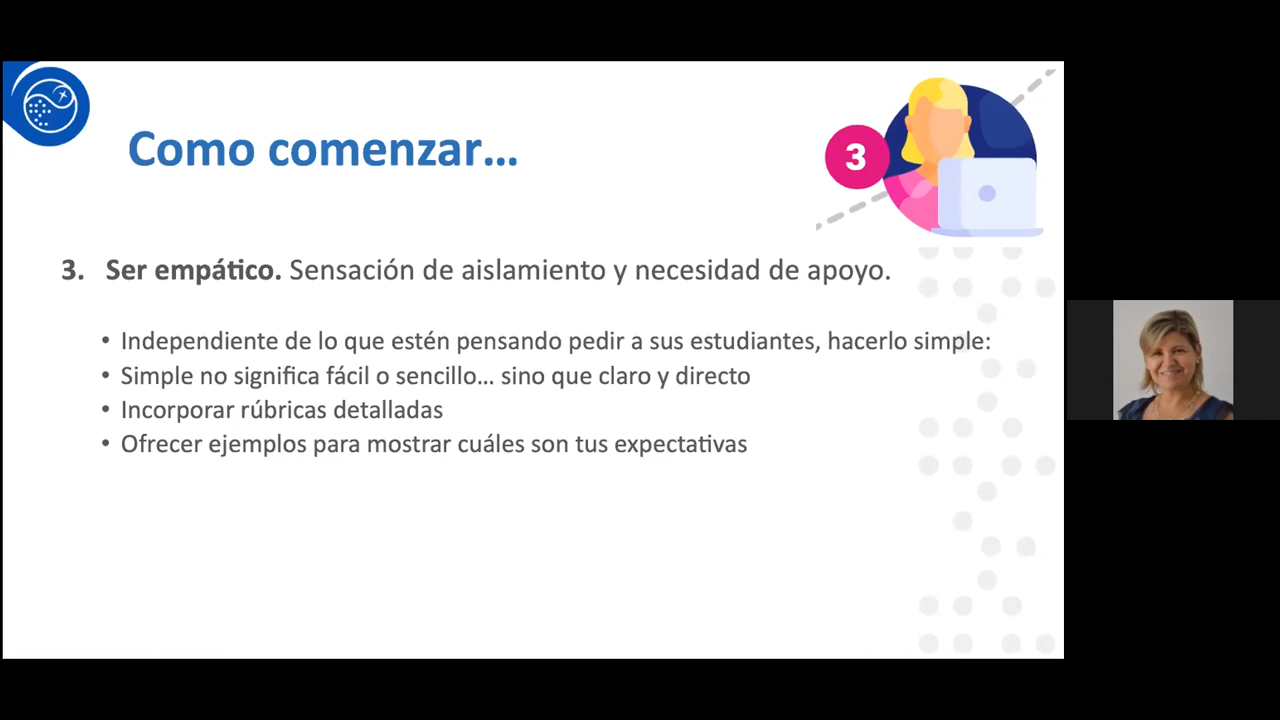 Como comenzar...
3
3. Ser empático. Sensación de aislamiento y necesidad de apoyo.
• Independiente de lo que estén pensando pedir a sus estudiantes, hacerlo simple:
• Simple no significa fácil o sencillo... sino que claro y directo
• Incorporar rúbricas detalladas
• Ofrecer ejemplos para mostrar cuáles son tus expectativas